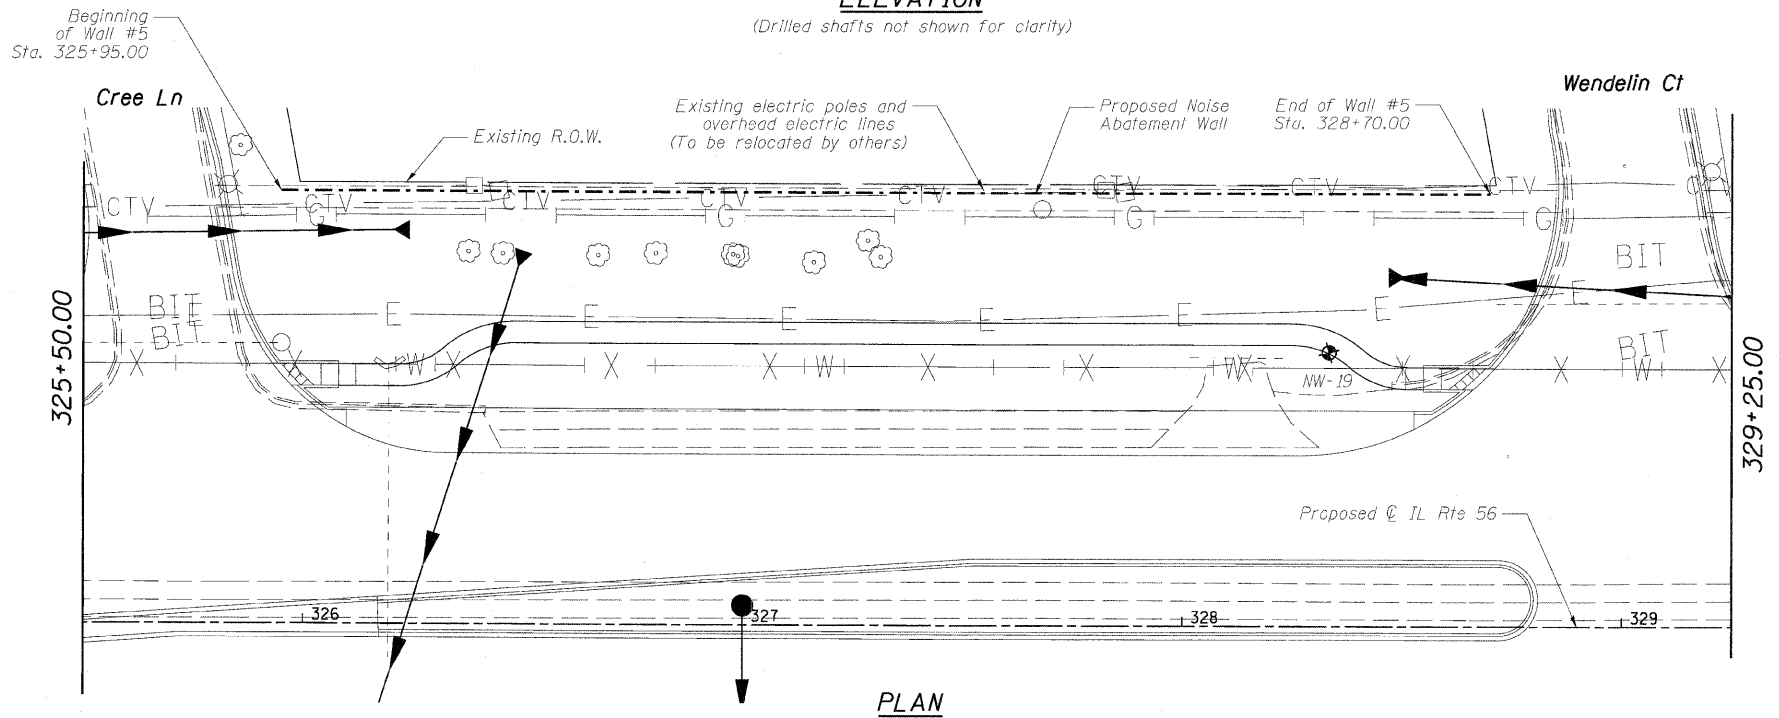 ELEVATION
(Drilled shafts not shown for clarity)
Beginning
of Wall #5
Sta. 325+95.00
Cree Ln
Wendelin Ct
Existing R.O.W.
Existing electric poles and
overhead electric lines
(To be relocated by others)
Proposed Noise
Abatement Wall
End of Wall #5
Sta. 328+70.00
CTV CTV CTV CTV CTV CTV CTV CTV
G G G G
BIT
BIT E E E E E E E E
BIT
BIT
X X W X X X W X X W X X X W X
NW-19
325+50.00
329+25.00
Proposed ℄ IL Rte 56
326 327 328 329
PLAN